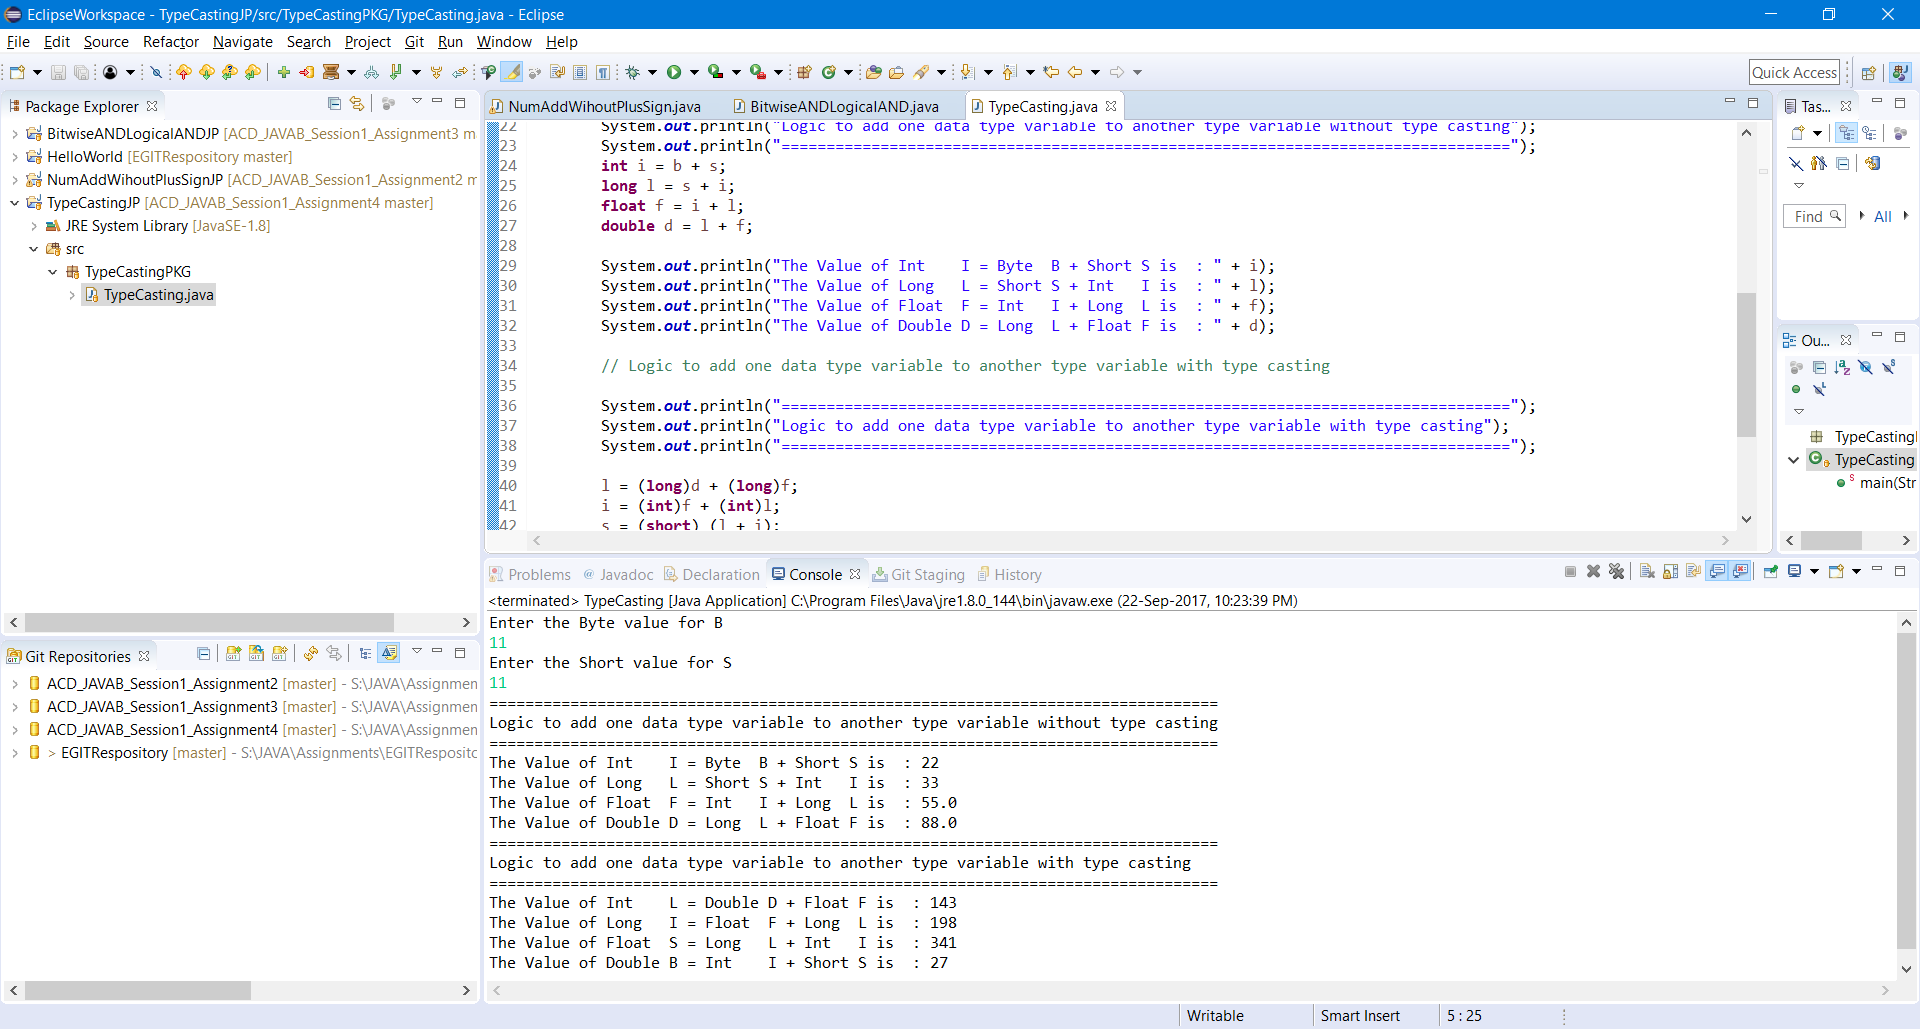 EclipseWorkspace - TypeCastingJP/src/TypeCastingPKG/TypeCasting.java - Eclipse
File Edit Source Refactor Navigate Search Project Git Run Window Help
Quick Access
Package Explorer
BitwiseANDLogicalANDJP [ACD_JAVAB_Session1_Assignment3 m
HelloWorld [EGITRespository master]
NumAddWihoutPlusSignJP [ACD_JAVAB_Session1_Assignment2 m
TypeCastingJP [ACD_JAVAB_Session1_Assignment4 master]
JRE System Library [JavaSE-1.8]
src
TypeCastingPKG
TypeCasting.java
Git Repositories
ACD_JAVAB_Session1_Assignment2 [master] - S:\JAVA\Assignmen
ACD_JAVAB_Session1_Assignment3 [master] - S:\JAVA\Assignmen
ACD_JAVAB_Session1_Assignment4 [master] - S:\JAVA\Assignmen
> EGITRespository [master] - S:\JAVA\Assignments\EGITRespositc
NumAddWihoutPlusSign.java BitwiseANDLogicalAND.java TypeCasting.java
22 System.out.println("Logic to add one data type variable to another type variable without type casting");
23 System.out.println("=================================================================================");
24 int i = b + s;
25 long l = s + i;
26 float f = i + l;
27 double d = l + f;
28
29 System.out.println("The Value of Int    I = Byte  B + Short S is  : " + i);
30 System.out.println("The Value of Long   L = Short S + Int   I is  : " + l);
31 System.out.println("The Value of Float  F = Int   I + Long  L is  : " + f);
32 System.out.println("The Value of Double D = Long  L + Float F is  : " + d);
33
34 // Logic to add one data type variable to another type variable with type casting
35
36 System.out.println("=================================================================================");
37 System.out.println("Logic to add one data type variable to another type variable with type casting");
38 System.out.println("=================================================================================");
39
40 l = (long)d + (long)f;
41 i = (int)f + (int)l;
42 s = (short) (l + i);
Tas...
Find All
Ou...
TypeCastingl
TypeCasting
main(Str
Problems Javadoc Declaration Console Git Staging History
<terminated> TypeCasting [Java Application] C:\Program Files\Java\jre1.8.0_144\bin\javaw.exe (22-Sep-2017, 10:23:39 PM)
Enter the Byte value for B
11
Enter the Short value for S
11
=================================================================================
Logic to add one data type variable to another type variable without type casting
=================================================================================
The Value of Int    I = Byte  B + Short S is  : 22
The Value of Long   L = Short S + Int   I is  : 33
The Value of Float  F = Int   I + Long  L is  : 55.0
The Value of Double D = Long  L + Float F is  : 88.0
=================================================================================
Logic to add one data type variable to another type variable with type casting
=================================================================================
The Value of Int    L = Double D + Float F is  : 143
The Value of Long   I = Float  F + Long  L is  : 198
The Value of Float  S = Long   L + Int   I is  : 341
The Value of Double B = Int    I + Short S is  : 27
Writable Smart Insert 5 : 25